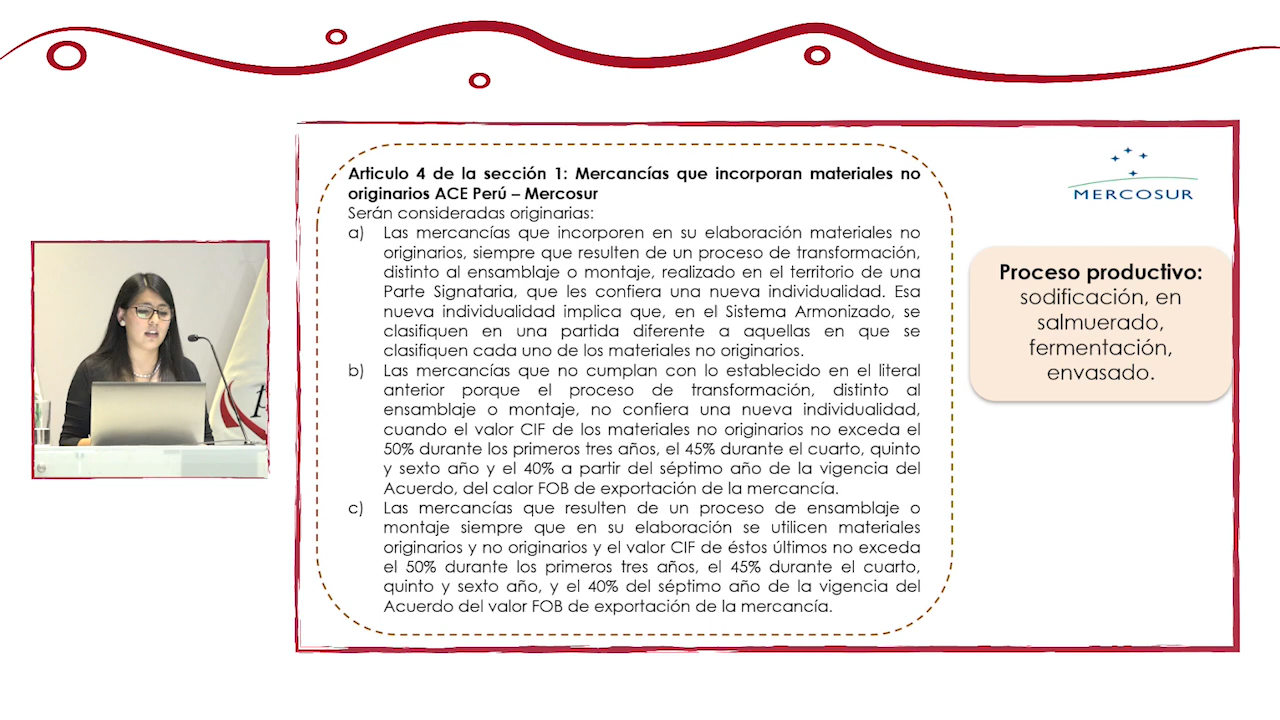 Articulo 4 de la sección 1: Mercancías que incorporan materiales no
originarios ACE Perú – Mercosur
Serán consideradas originarias:
a) Las mercancías que incorporen en su elaboración materiales no
originarios, siempre que resulten de un proceso de transformación,
distinto al ensamblaje o montaje, realizado en el territorio de una
Parte Signataria, que les confiera una nueva individualidad. Esa
nueva individualidad implica que, en el Sistema Armonizado, se
clasifiquen en una partida diferente a aquellas en que se
clasifiquen cada uno de los materiales no originarios.
b) Las mercancías que no cumplan con lo establecido en el literal
anterior porque el proceso de transformación, distinto al
ensamblaje o montaje, no confiera una nueva individualidad,
cuando el valor CIF de los materiales no originarios no exceda el
50% durante los primeros tres años, el 45% durante el cuarto, quinto
y sexto año y el 40% a partir del séptimo año de la vigencia del
Acuerdo, del calor FOB de exportación de la mercancía.
c) Las mercancías que resulten de un proceso de ensamblaje o
montaje siempre que en su elaboración se utilicen materiales
originarios y no originarios y el valor CIF de éstos últimos no exceda
el 50% durante los primeros tres años, el 45% durante el cuarto,
quinto y sexto año, y el 40% del séptimo año de la vigencia del
Acuerdo del valor FOB de exportación de la mercancía.
MERCOSUR
Proceso productivo:
sodificación, en
salmuerado,
fermentación,
envasado.